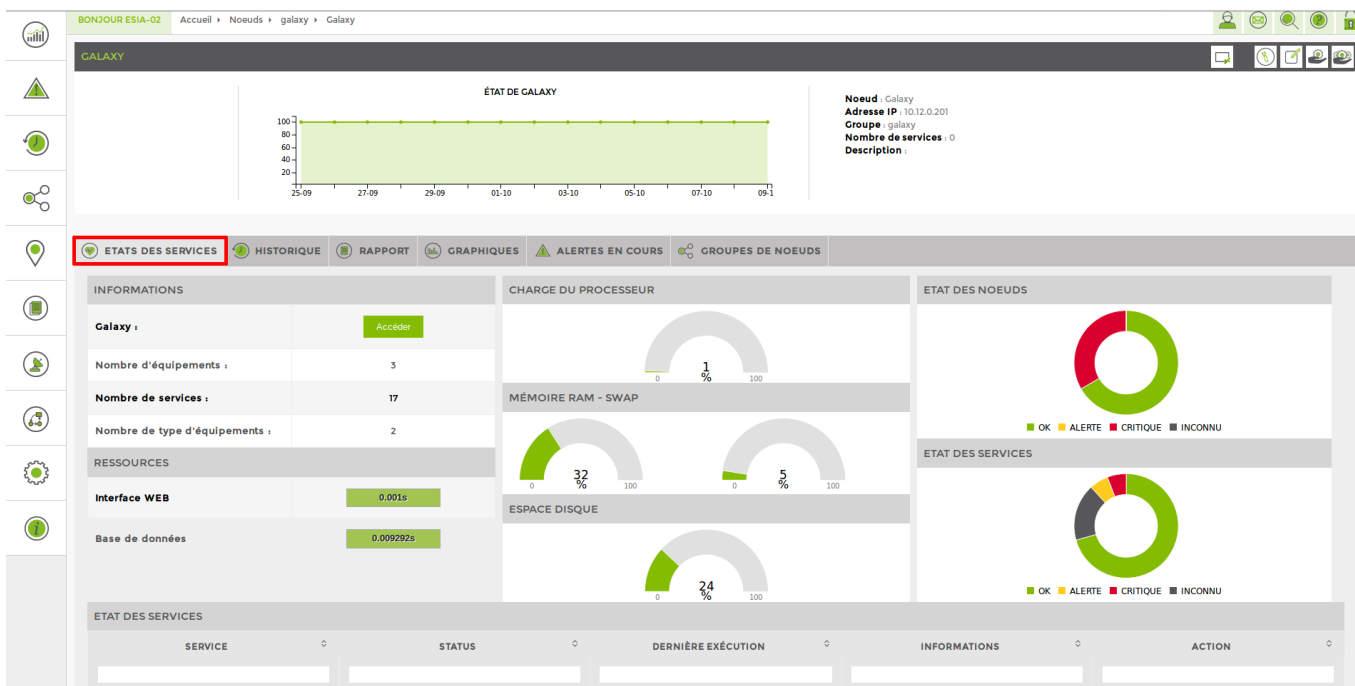 BONJOUR ESIA-02 Accueil Noeuds galaxy Galaxy
GALAXY
ÉTAT DE GALAXY
100
80
60
40
20
25-09 27-09 29-09 01-10 03-10 05-10 07-10 09-1
Noeud : Galaxy
Adresse IP : 10.12.0.201
Groupe : galaxy
Nombre de services : 0
Description :
ETATS DES SERVICES HISTORIQUE RAPPORT GRAPHIQUES ALERTES EN COURS GROUPES DE NOEUDS
INFORMATIONS
Galaxy : Accéder
Nombre d'équipements : 3
Nombre de services : 17
Nombre de type d'équipements : 2
RESSOURCES
Interface WEB 0.001s
Base de données 0.009292s
CHARGE DU PROCESSEUR
1
%
0 100
MÉMOIRE RAM - SWAP
32
%
0 100
5
%
0 100
ESPACE DISQUE
24
%
0 100
ETAT DES NOEUDS
OK ALERTE CRITIQUE INCONNU
ETAT DES SERVICES
OK ALERTE CRITIQUE INCONNU
ETAT DES SERVICES
SERVICE STATUS DERNIÈRE EXÉCUTION INFORMATIONS ACTION